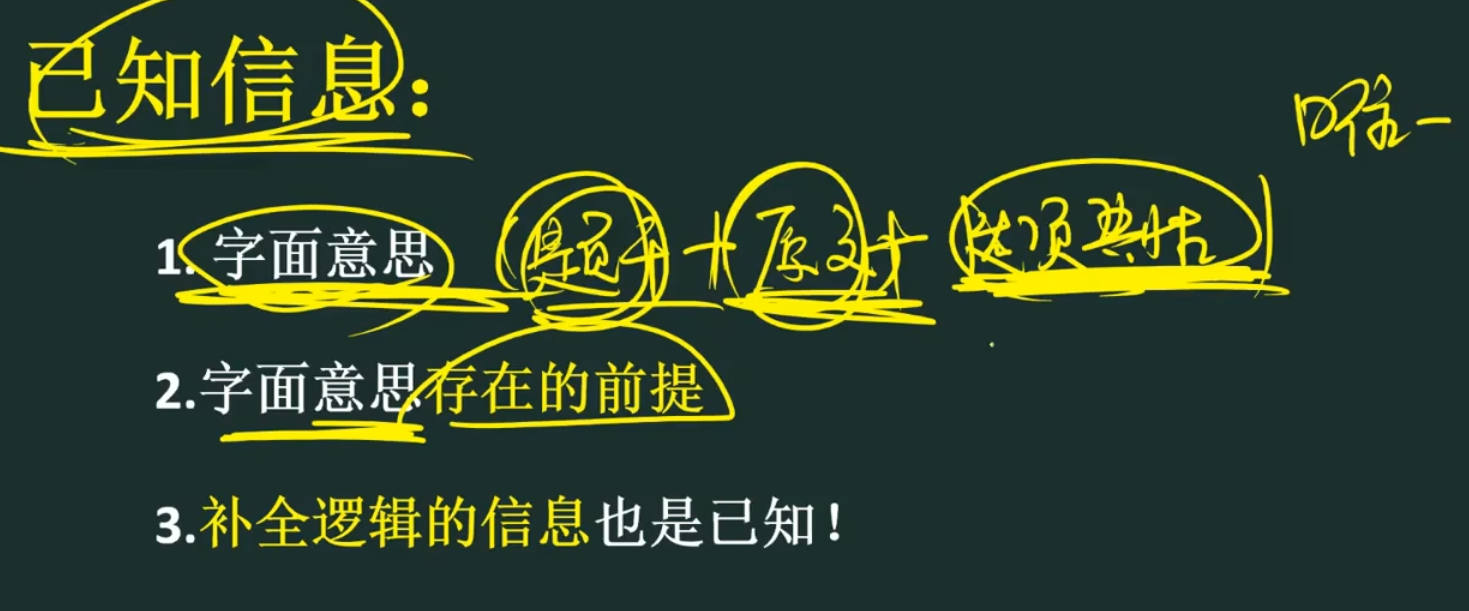 已知信息:
唯一
1. 字面意思 (题干+原文+选项共性)
2.字面意思存在的前提
3.补全逻辑的信息也是已知!